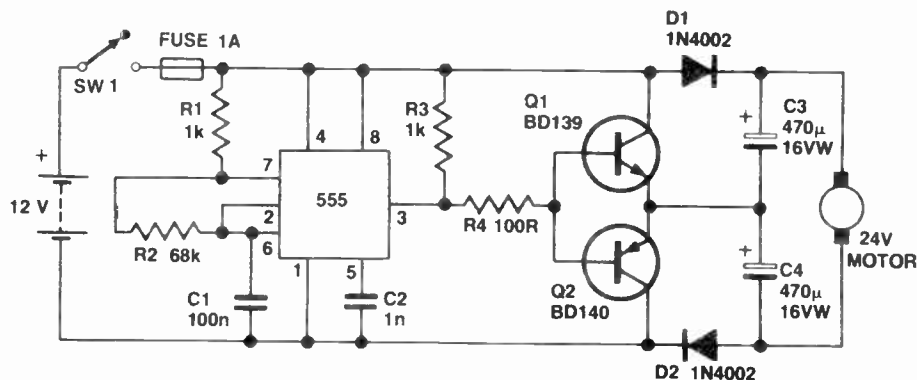 D1
1N4002
FUSE 1A
SW 1
R1
1k
4
8
R3
1k
Q1
BD139
+
C3
470µ
16VW
+
12 V
7
2
6
555
3
R4 100R
R2 68k
1
5
C1
100n
C2
1n
Q2
BD140
+
C4
470µ
16VW
24V
MOTOR
D2 1N4002